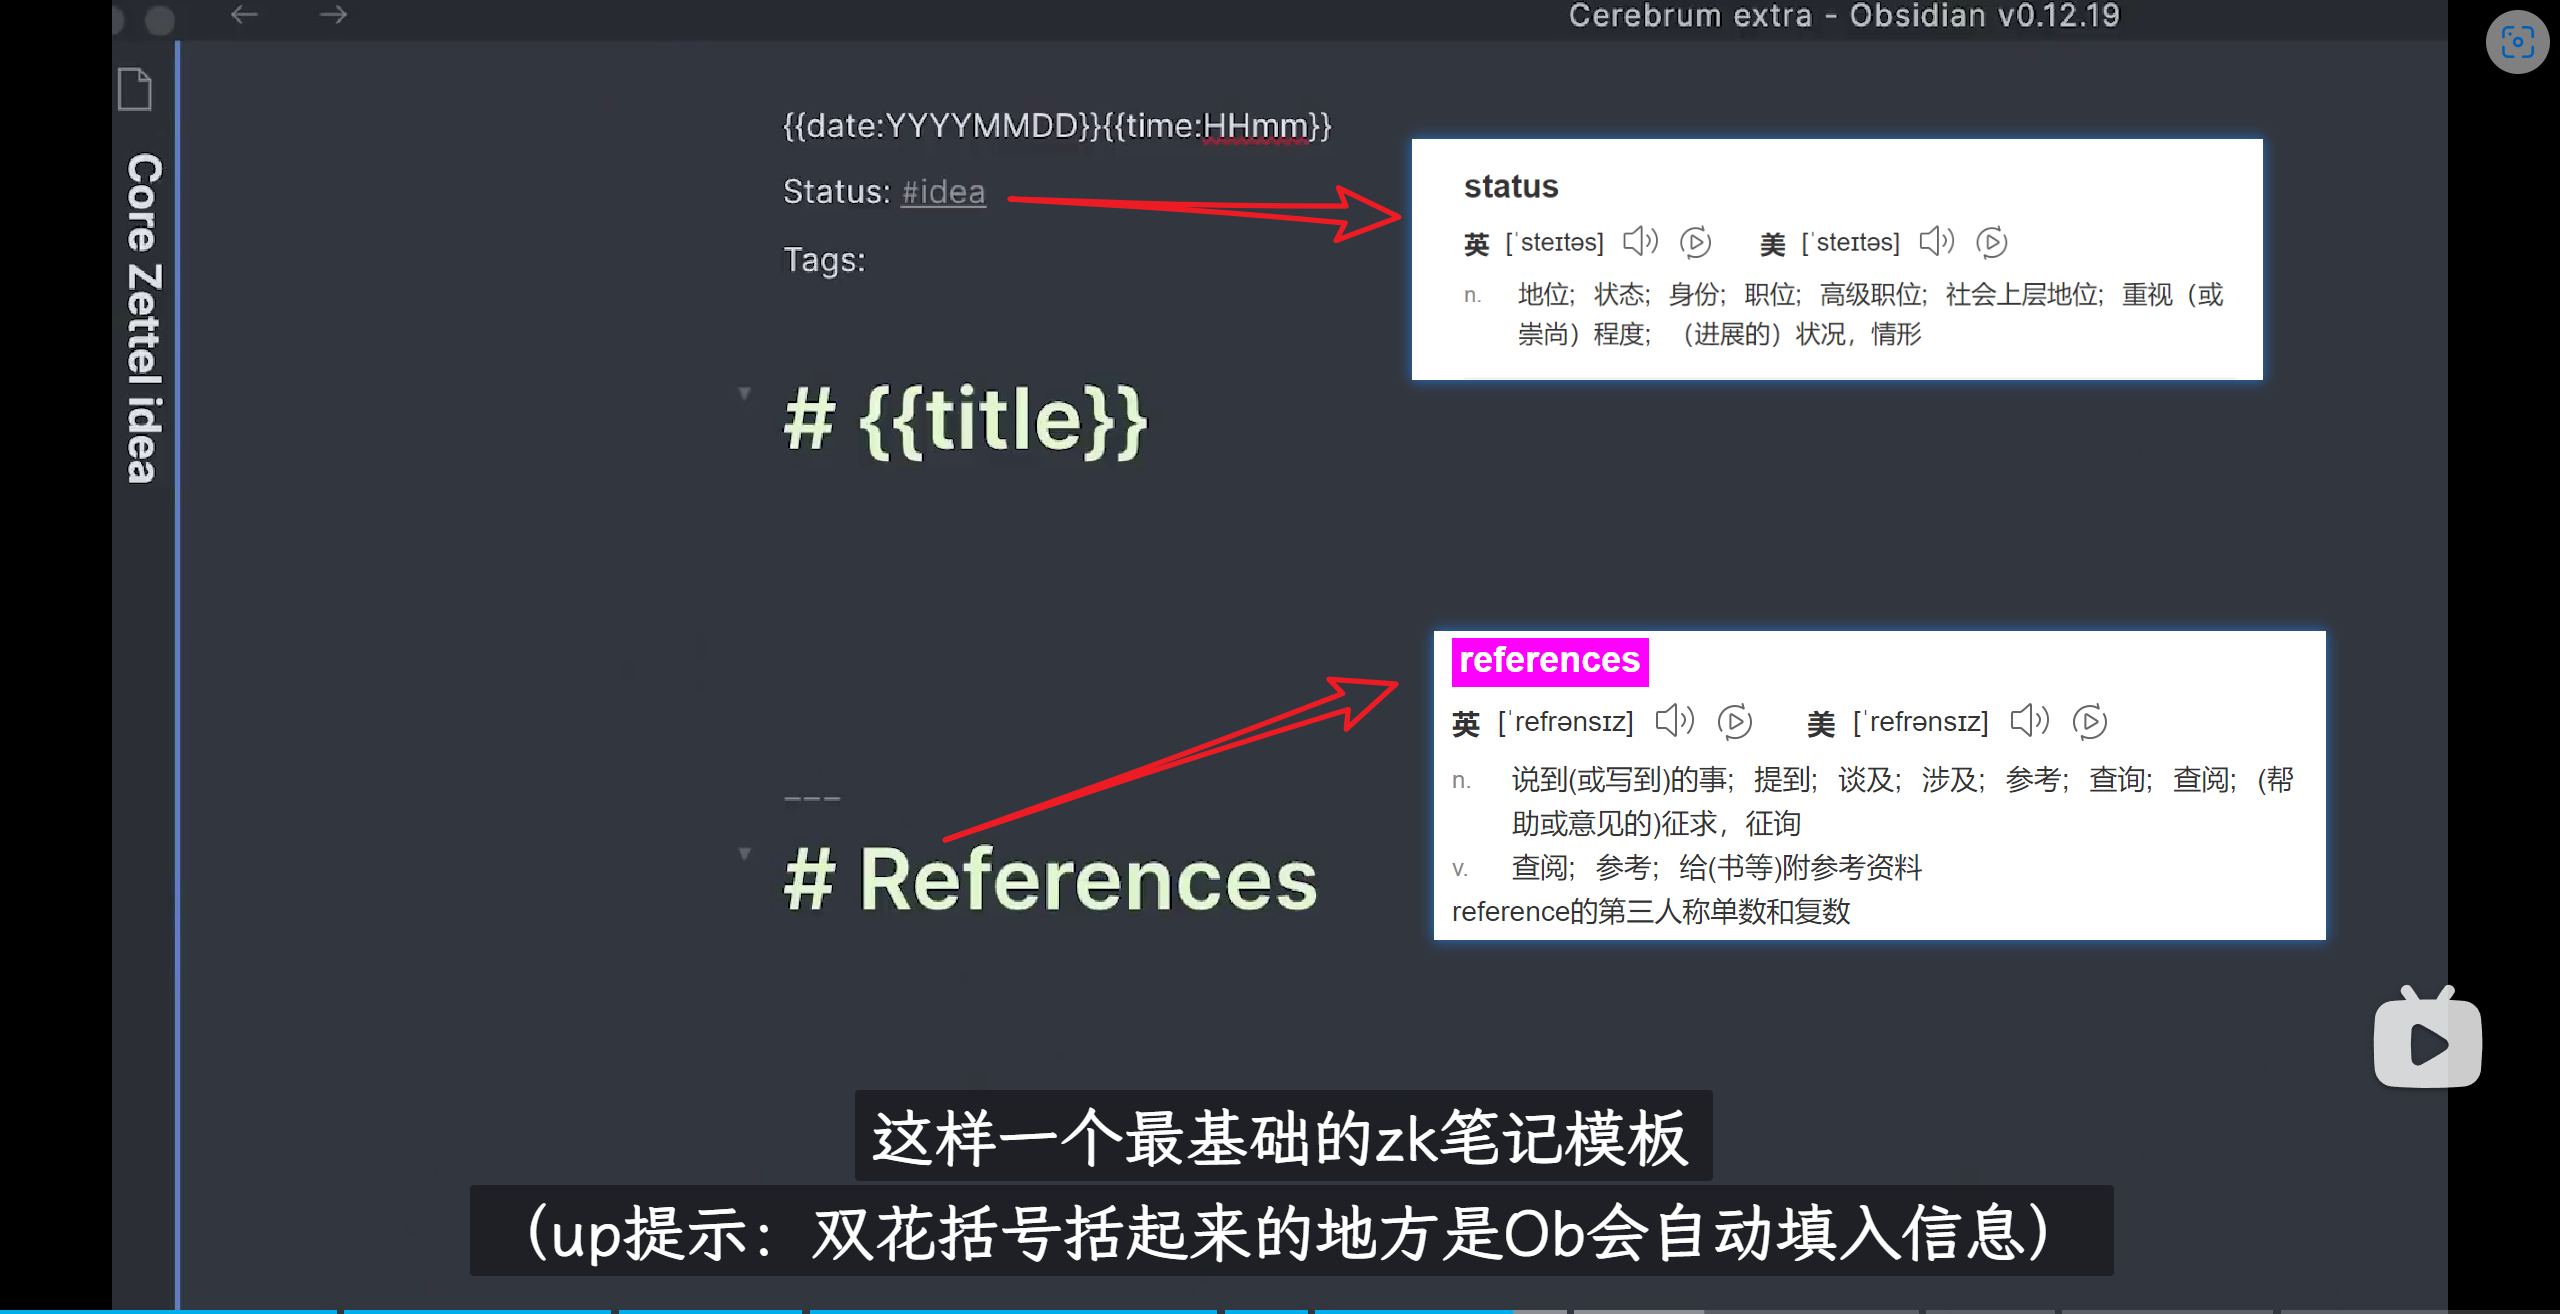 Cerebrum extra - Obsidian v0.12.19
Core Zettel idea
{{date:YYYYMMDD}}{{time:HHmm}}
Status: #idea
Tags:
# {{title}}
---
# References
status
英 [ˈsteɪtəs] 美 [ˈsteɪtəs]
n. 地位；状态；身份；职位；高级职位；社会上层地位；重视（或
崇尚）程度；（进展的）状况，情形
references
英 [ˈrefrənsɪz] 美 [ˈrefrənsɪz]
n. 说到(或写到)的事；提到；谈及；涉及；参考；查询；查阅；(帮
助或意见的)征求，征询
v. 查阅；参考；给(书等)附参考资料
reference的第三人称单数和复数
这样一个最基础的zk笔记模板
（up提示：双花括号括起来的地方是Ob会自动填入信息）